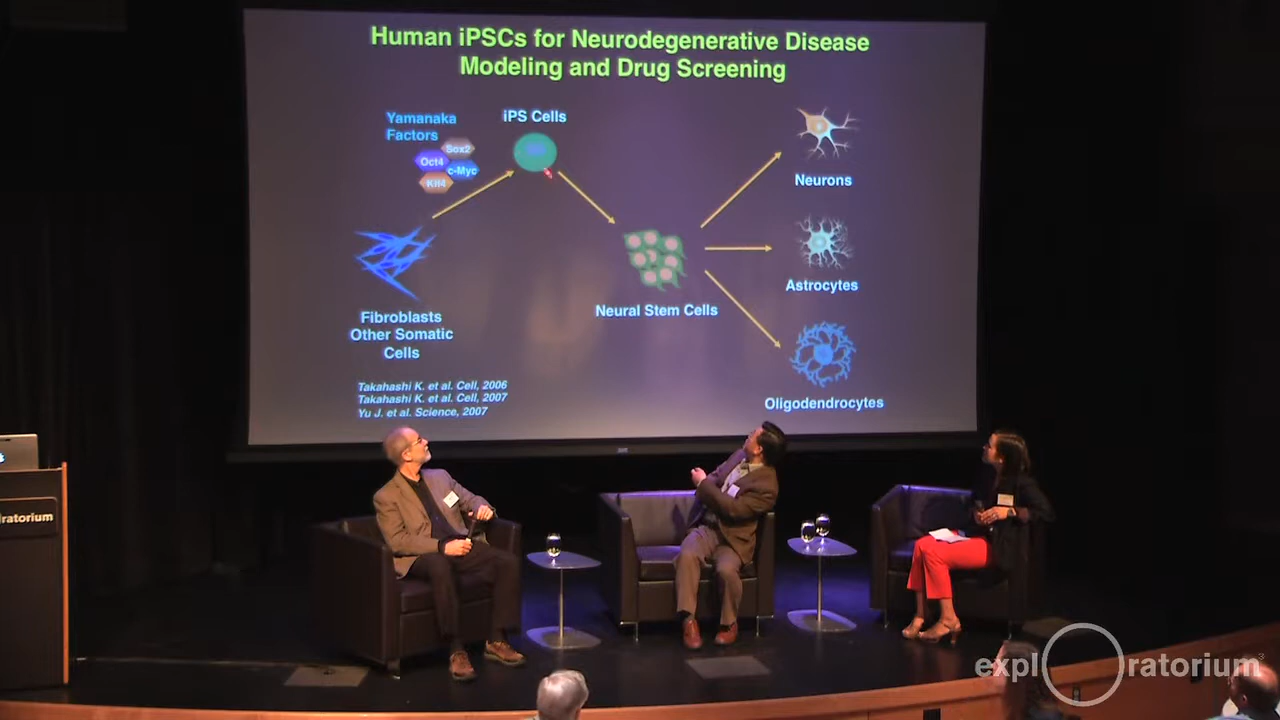 Human iPSCs for Neurodegenerative Disease
Modeling and Drug Screening
Yamanaka
Factors
Sox2
Oct4
c-Myc
Klf4
iPS Cells
Fibroblasts
Other Somatic
Cells
Neural Stem Cells
Neurons
Astrocytes
Oligodendrocytes
Takahashi K. et al. Cell, 2006
Takahashi K. et al. Cell, 2007
Yu J. et al. Science, 2007
ratorium
exploratorium